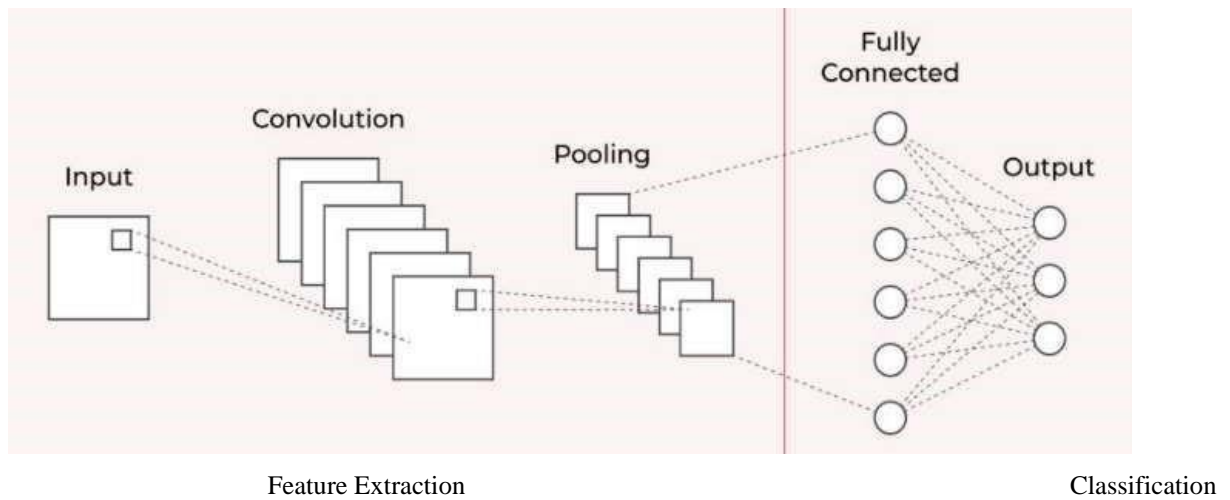 Fully
Connected
Convolution
Pooling
Input
Output
Feature Extraction
Classification